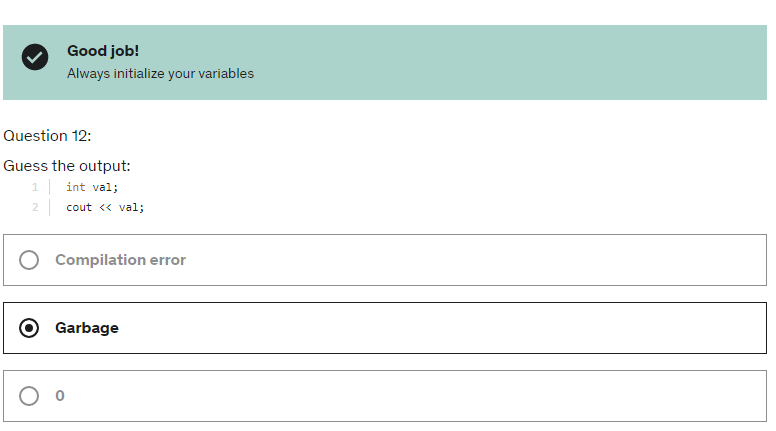 Good job!
Always initialize your variables
Question 12:
Guess the output:
1 int val;
2 cout << val;
Compilation error
Garbage
0